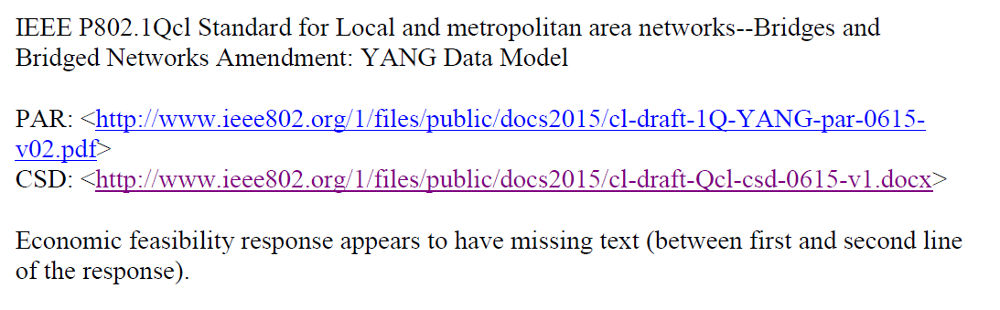 IEEE P802.1Qcl Standard for Local and metropolitan area networks--Bridges and
Bridged Networks Amendment: YANG Data Model
PAR: <http://www.ieee802.org/1/files/public/docs2015/cl-draft-1Q-YANG-par-0615-
v02.pdf>
CSD: <http://www.ieee802.org/1/files/public/docs2015/cl-draft-Qcl-csd-0615-v1.docx>
Economic feasibility response appears to have missing text (between first and second line
of the response).